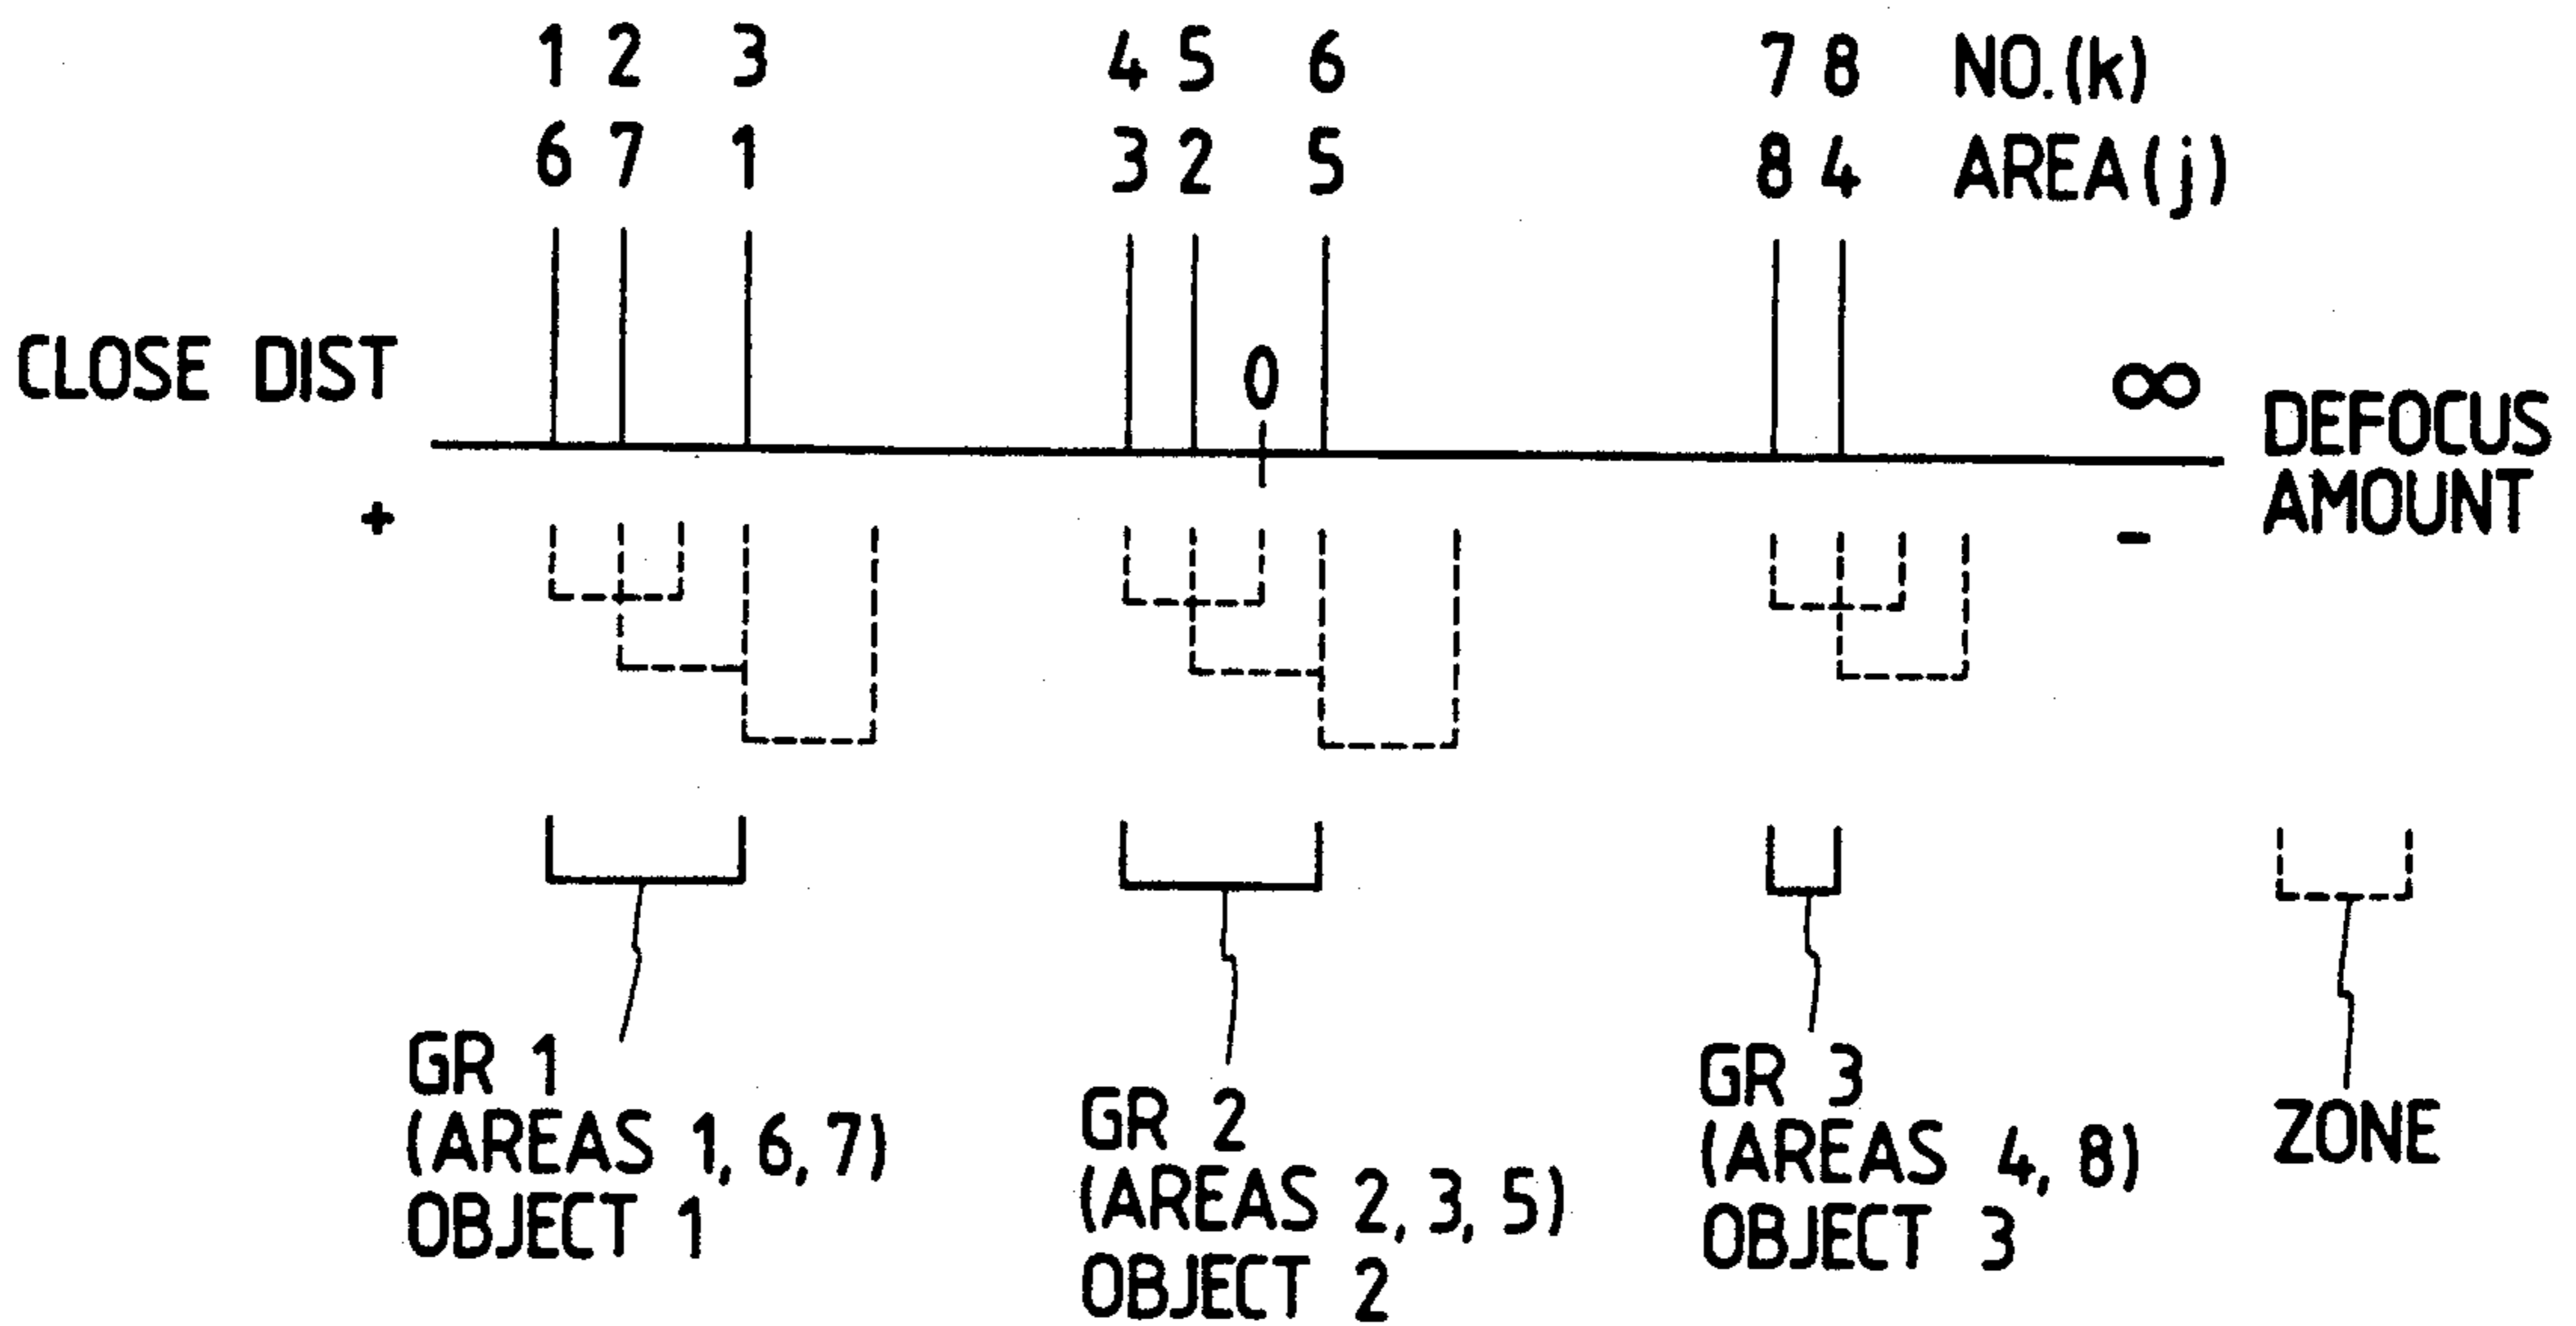 1 2 3 4 5 6 7 8 NO.(k)
6 7 1 3 2 5 8 4 AREA(j)
CLOSE DIST
0
∞
DEFOCUS
AMOUNT
+
-
GR 1
(AREAS 1, 6, 7)
OBJECT 1
GR 2
(AREAS 2, 3, 5)
OBJECT 2
GR 3
(AREAS 4, 8)
OBJECT 3
ZONE